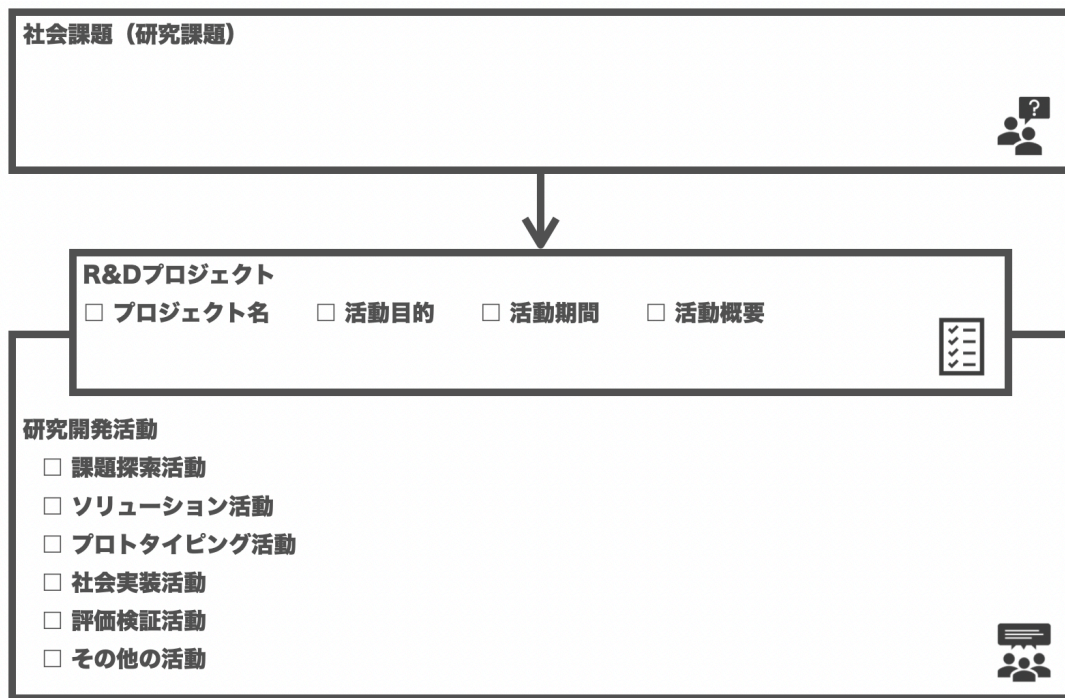 社会課題（研究課題）
?
R&Dプロジェクト
□ プロジェクト名 □ 活動目的 □ 活動期間 □ 活動概要
研究開発活動
□ 課題探索活動
□ ソリューション活動
□ プロトタイピング活動
□ 社会実装活動
□ 評価検証活動
□ その他の活動